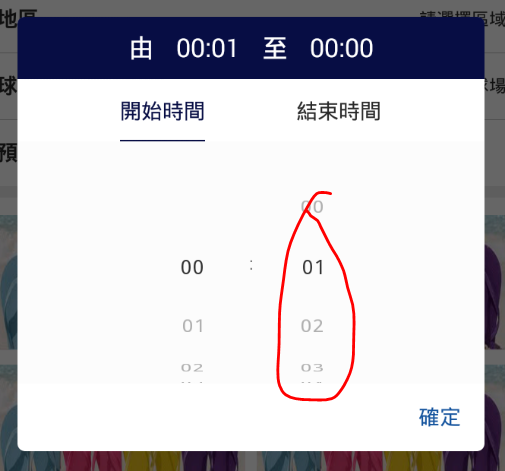 地區 請選擇區域
由 00:01 至 00:00
球 球場
開始時間 結束時間
預
00
00 : 01
01 02
02 03
確定